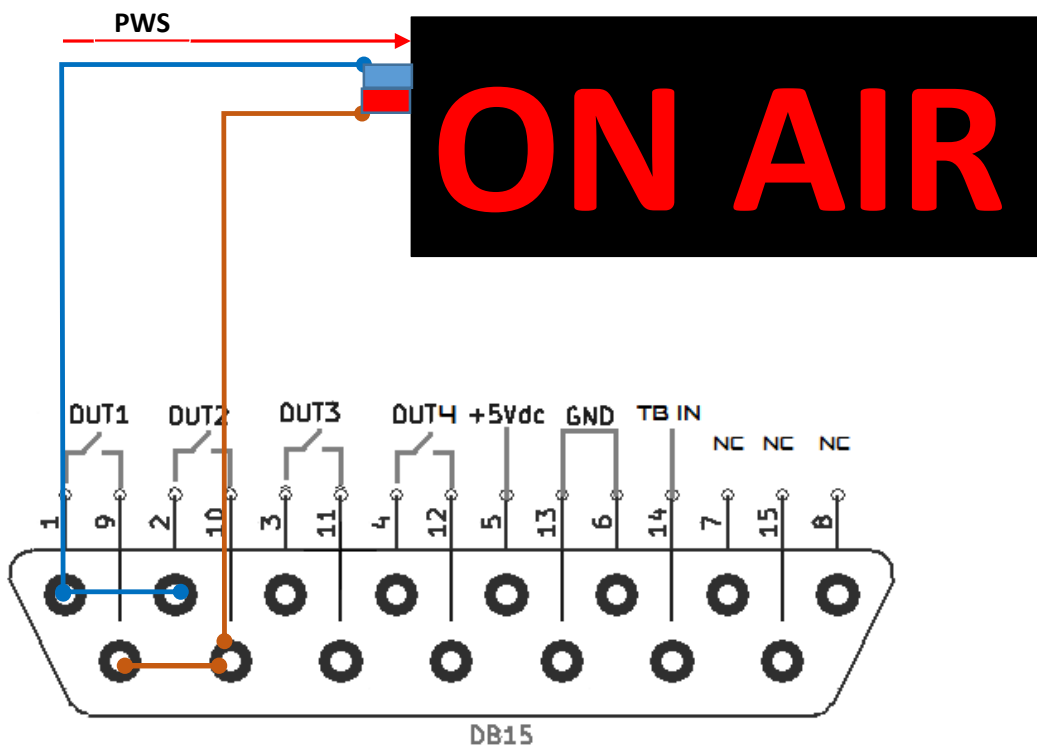 PWS
ON AIR
OUT1 OUT2 OUT3 OUT4 +5Vdc GND TB IN
NC NC NC
1 9 2 10 3 11 4 12 5 13 6 14 7 15 8
DB15